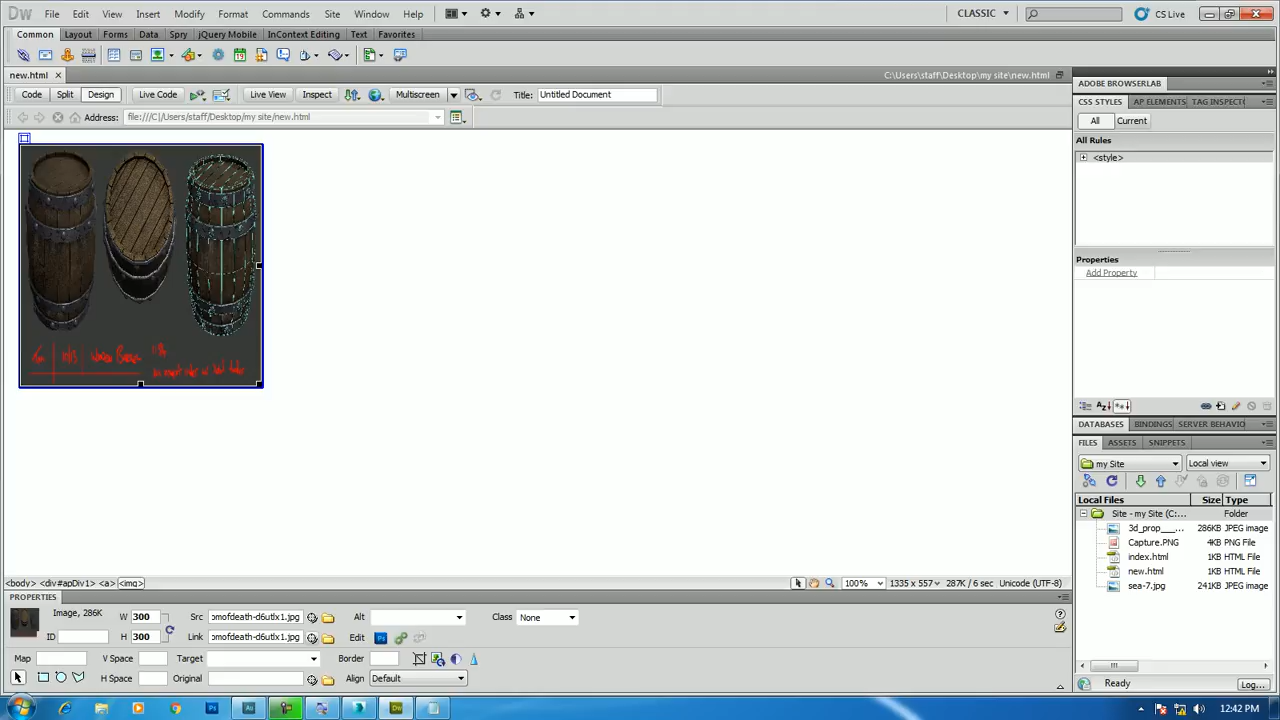 Dw File Edit View Insert Modify Format Commands Site Window Help CLASSIC CS Live
Common Layout Forms Data Spry jQuery Mobile InContext Editing Text Favorites
new.html C:\Users\staff\Desktop\my site\new.html
Code Split Design Live Code Live View Inspect Multiscreen Title: Untitled Document
Address: file:///C|/Users/staff/Desktop/my site/new.html
ADOBE BROWSERLAB
CSS STYLES AP ELEMENTS TAG INSPECT
All Current
All Rules
<style>
Properties
Add Property
DATABASES BINDINGS SERVER BEHAVIO
FILES ASSETS SNIPPETS
my Site Local view
Local Files Size Type
Site - my Site (C:... Folder
3d_prop___... 286KB JPEG image
Capture.PNG 4KB PNG File
index.html 1KB HTML File
new.html 1KB HTML File
sea-7.jpg 241KB JPEG image
<body> <div#apDiv1> <a> <img> 100% 1335 x 557 287K / 6 sec Unicode (UTF-8)
PROPERTIES
Image, 286K W 300 Src omofdeath-d6utlx1.jpg Alt Class None
ID H 300 Link omofdeath-d6utlx1.jpg Edit Ps
Map V Space Target Border
H Space Original Align Default
Ready Log...
12:42 PM